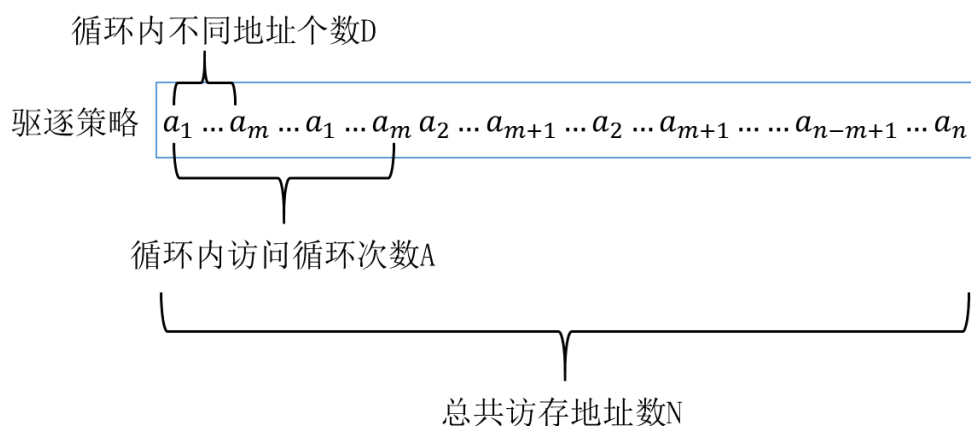 循环内不同地址个数D
驱逐策略 a₁ … aₘ … a₁ … aₘ a₂ … aₘ₊₁ … a₂ … aₘ₊₁ … … aₙ₋ₘ₊₁ … aₙ
循环内访问循环次数A
总共访存地址数N